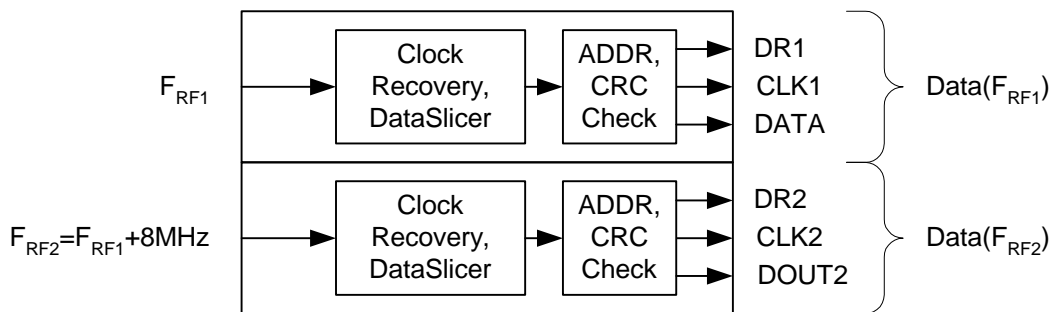 F_RF1
Clock
Recovery,
DataSlicer
ADDR,
CRC
Check
DR1
CLK1
DATA
Data(F_RF1)
F_RF2=F_RF1+8MHz
Clock
Recovery,
DataSlicer
ADDR,
CRC
Check
DR2
CLK2
DOUT2
Data(F_RF2)